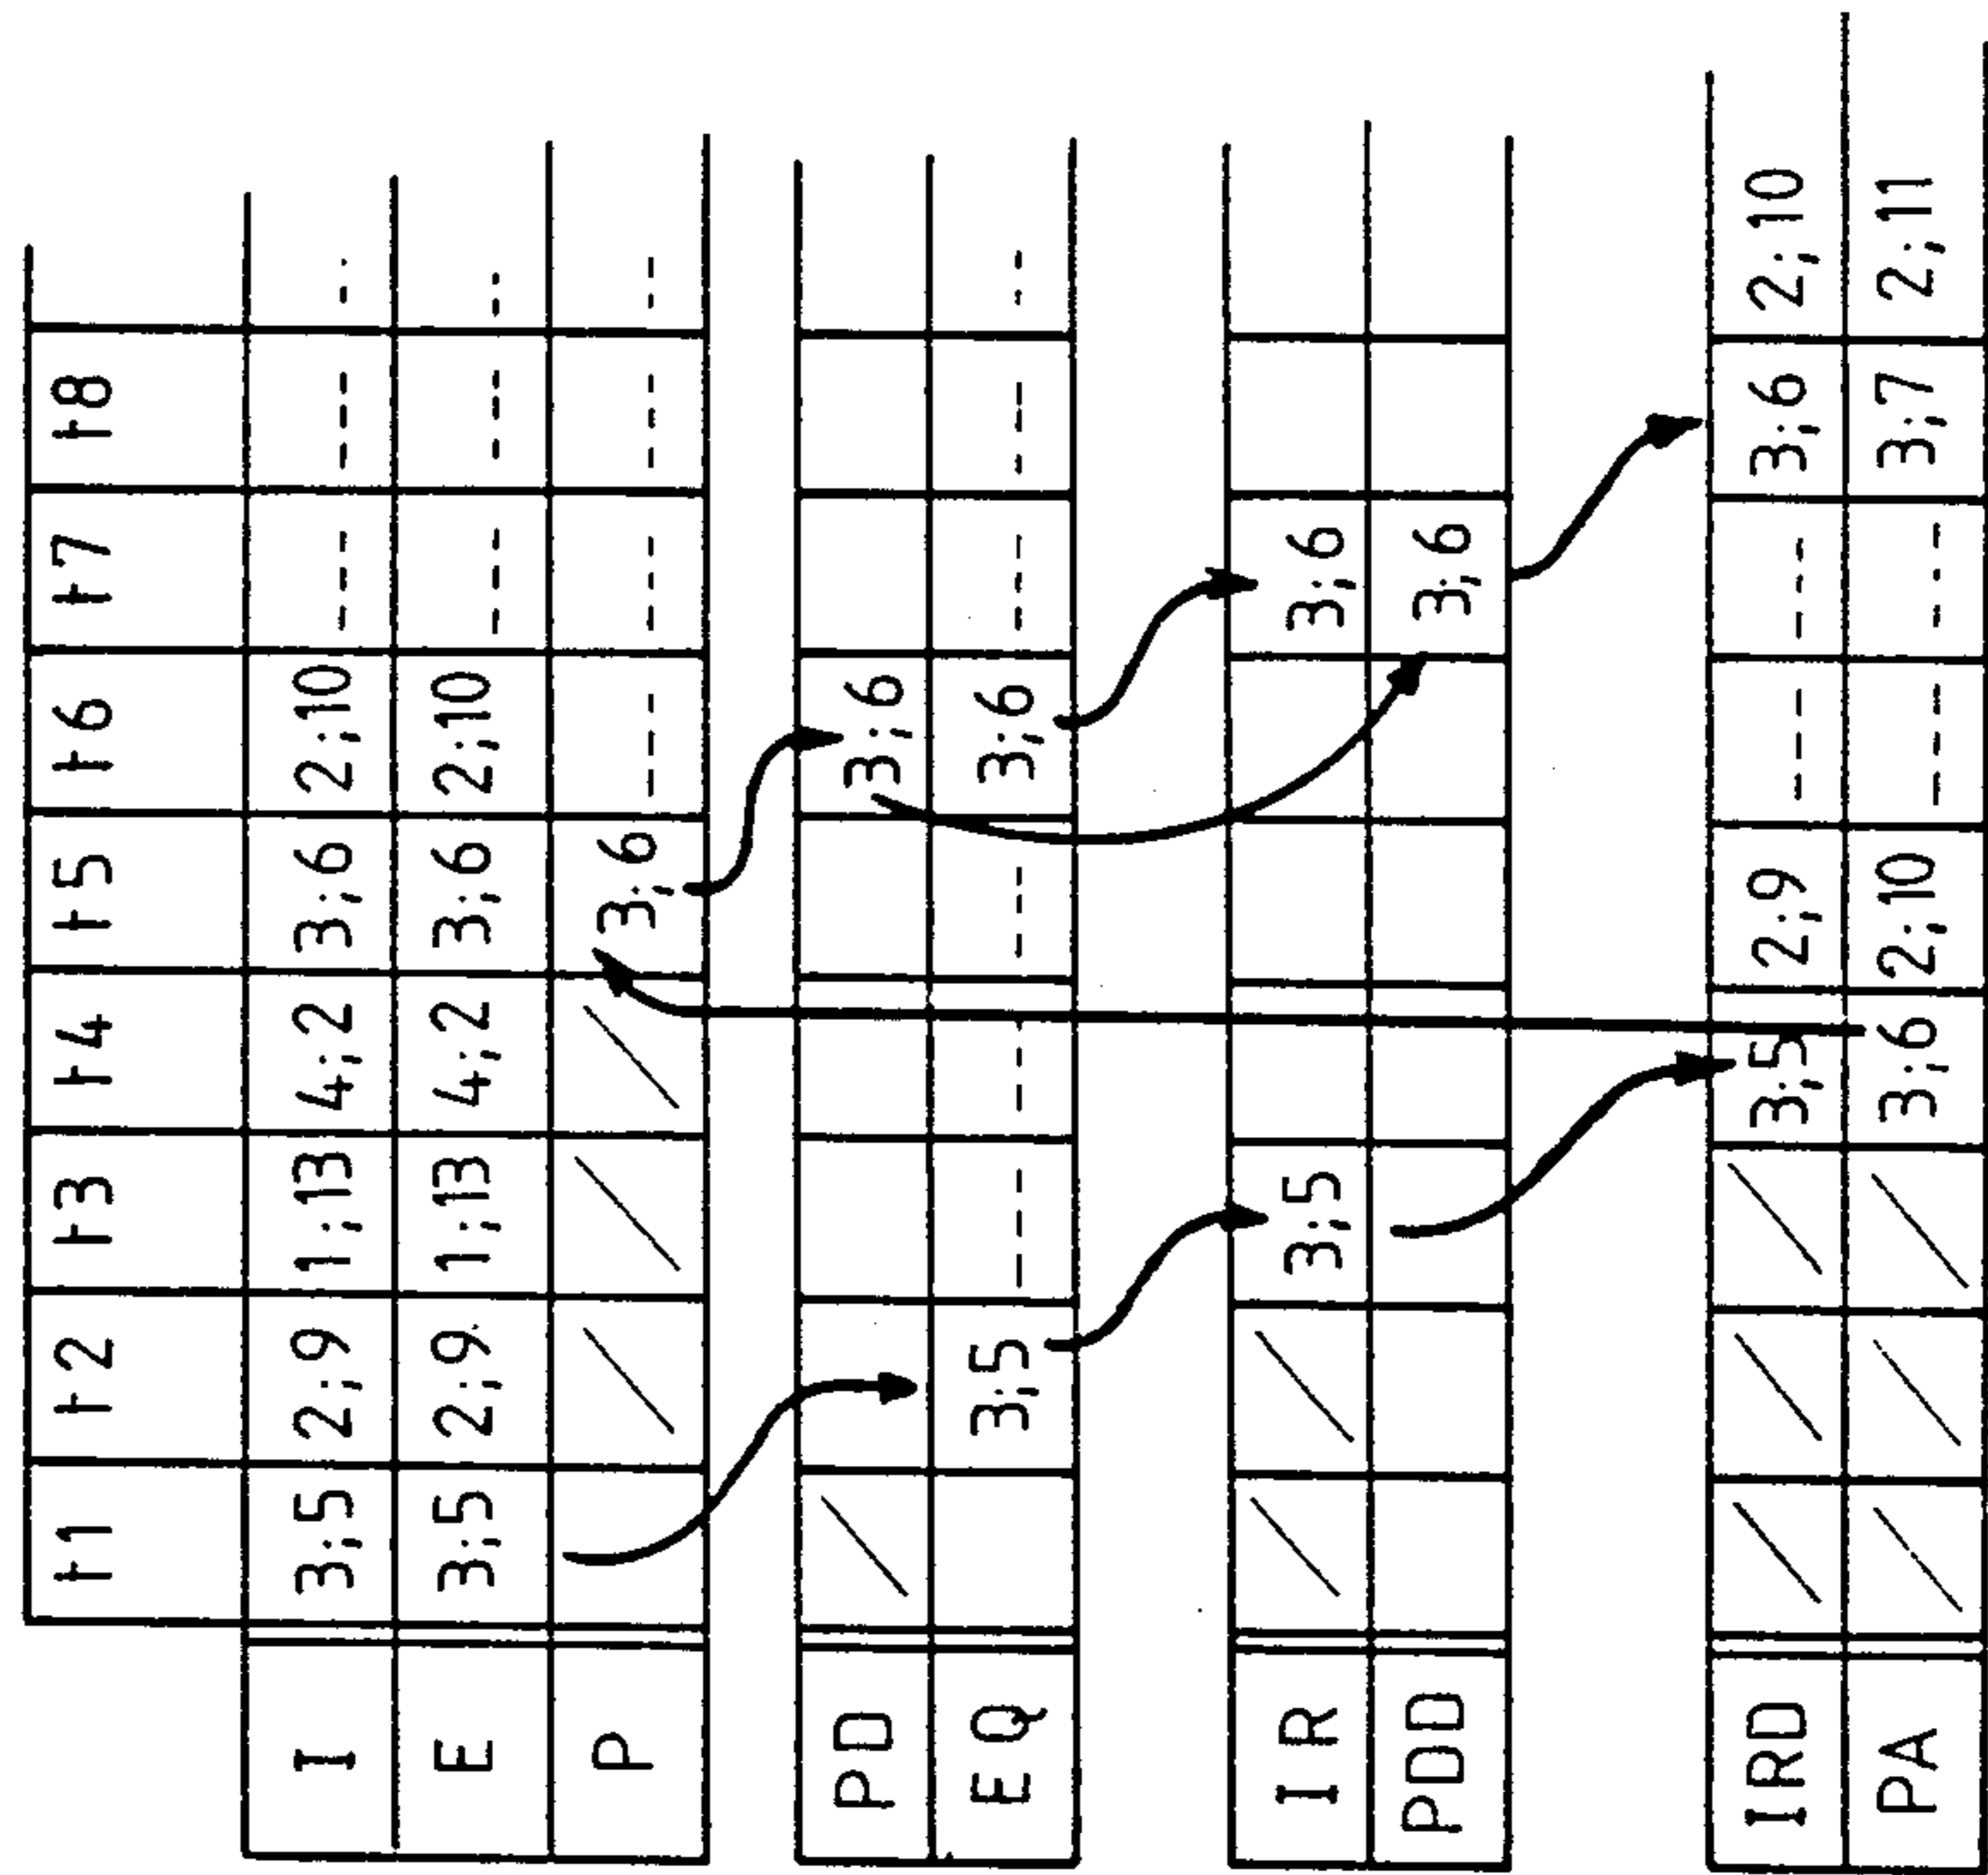 t1 t2 t3 t4 t5 t6 t7 t8
I 3;5 2;9 1;13 4;2 3;6 2;10 --- --- --
E 3;5 2;9 1;13 4;2 3;6 2;10 --- --- --
P 3;6 ---- ---- ---- --
PD 3;6
EQ 3;5 ---- ---- --- 3;6 ---- ---- --
IR 3;5 3;6
PDD 3;6
IRD 3;5 2;9 --- --- 3;6 2;10
PA 3;6 2;10 ---- --- 3;7 2;11